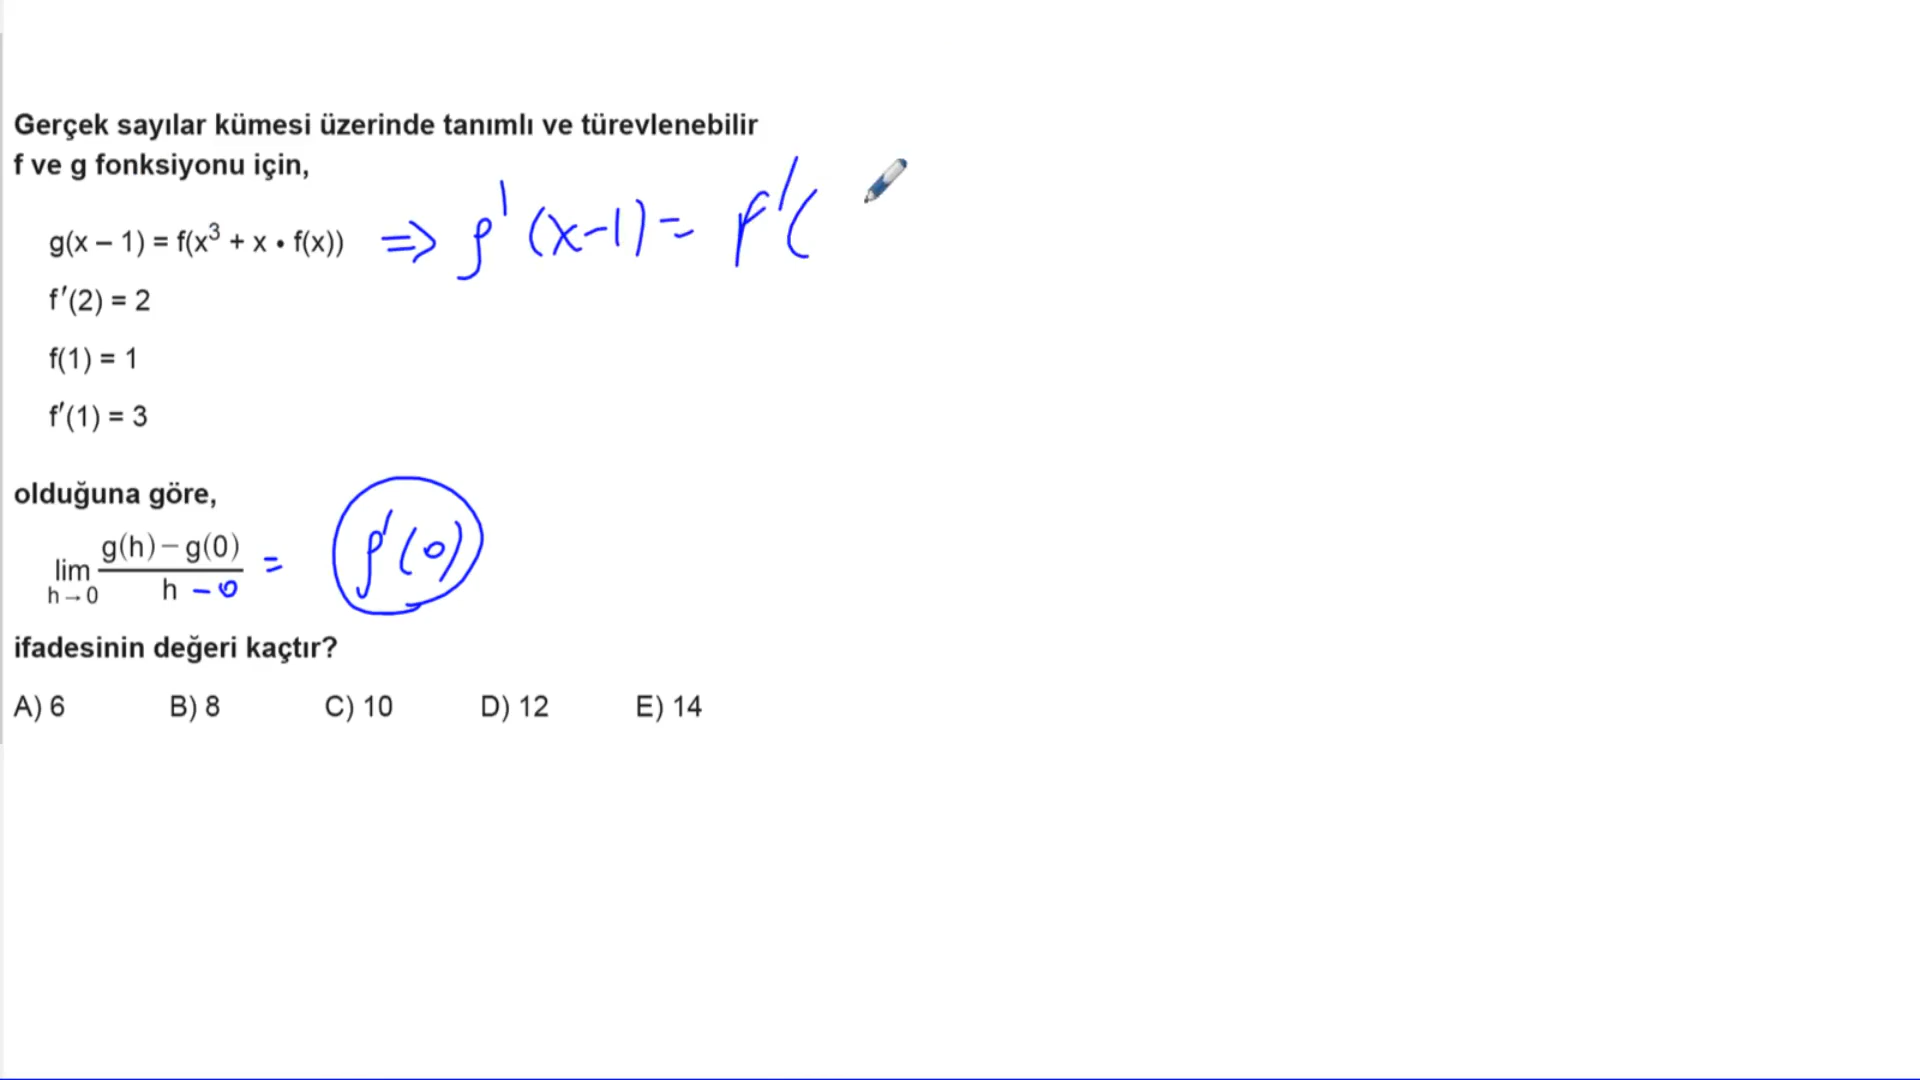 Gerçek sayılar kümesi üzerinde tanımlı ve türevlenebilir
f ve g fonksiyonu için,
g(x – 1) = f(x³ + x • f(x)) ⇒ g'(x-1) = f'(
f′(2) = 2
f(1) = 1
f′(1) = 3
olduğuna göre,
lim h→0 g(h) – g(0) / h - 0 = g'(0)
ifadesinin değeri kaçtır?
A) 6 B) 8 C) 10 D) 12 E) 14